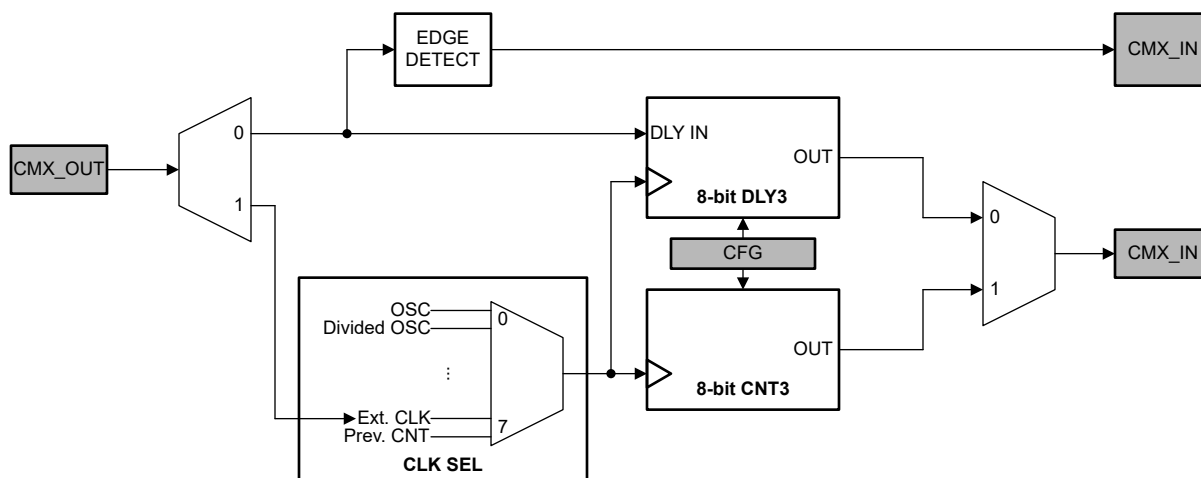 EDGE
DETECT
CMX_IN
0
DLY IN
CMX_OUT
OUT
1
8-bit DLY3
0
CFG
CMX_IN
1
OSC
0
Divided OSC
OUT
...
8-bit CNT3
Ext. CLK
7
Prev. CNT
CLK SEL